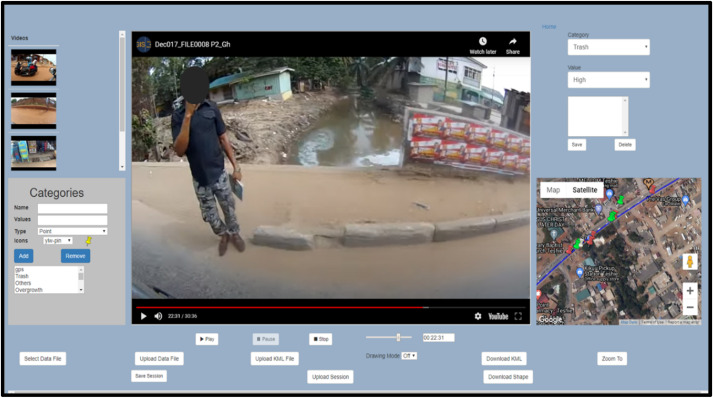 Videos
Dec017_FILE0008 P2_Gh
Watch later
Share
Home
Category
Trash
Value
High
Save
Delete
Categories
Name
Values
Type
Point
Icons
ylw-pin
Add
Remove
gps
Trash
Others
Overgrowth
22:31 / 30:36
YouTube
Map
Satellite
Universal Merchant Bank
Google
Play
Pause
Stop
00:22:31
Select Data File
Upload Data File
Upload KML File
Drawing Mode
Off
Download KML
Zoom To
Save Session
Upload Session
Download Shape